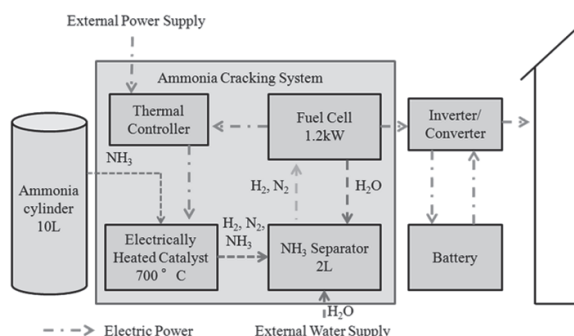 External Power Supply
Ammonia Cracking System
Thermal
Controller
Fuel Cell
1.2kW
Inverter/
Converter
NH3
H2, N2
H2O
Ammonia
cylinder
10L
H2, N2,
NH3
Electrically
Heated Catalyst
700° C
NH3 Separator
2L
Battery
H2O
Electric Power
External Water Supply